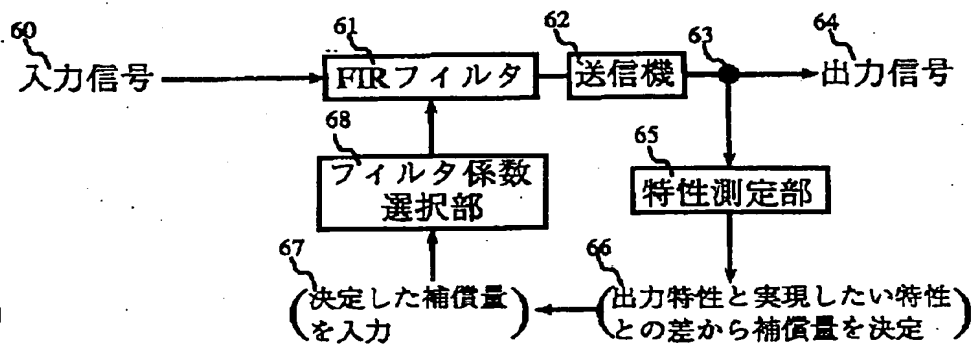 60
入力信号
61
FIRフィルタ
62
送信機
63
64
出力信号
65
特性測定部
66
(出力特性と実現したい特性
との差から補償量を決定)
67
(決定した補償量
を入力)
68
フィルタ係数
選択部